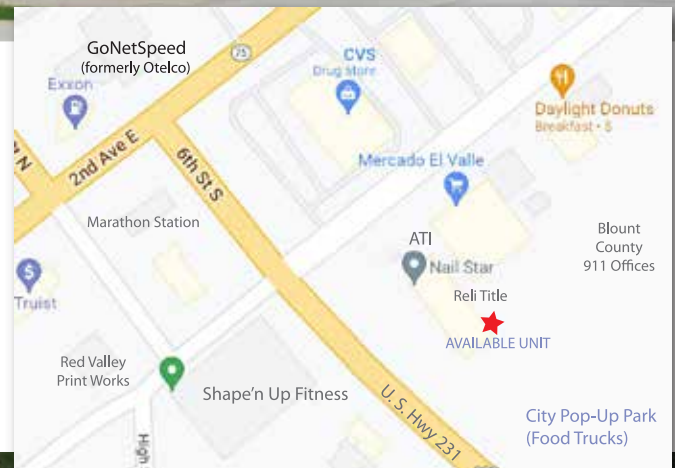 GoNetSpeed
(formerly Otelco)
75
CVS
Drug Store
Exxon
Daylight Donuts
Breakfast • $
2nd Ave E
6th St S
N
Mercado El Valle
Marathon Station
ATI
Blount
County
911 Offices
Nail Star
$
Truist
Reli Title
AVAILABLE UNIT
Red Valley
Print Works
Shape'n Up Fitness
U. S. Hwy 231
City Pop-Up Park
(Food Trucks)
High